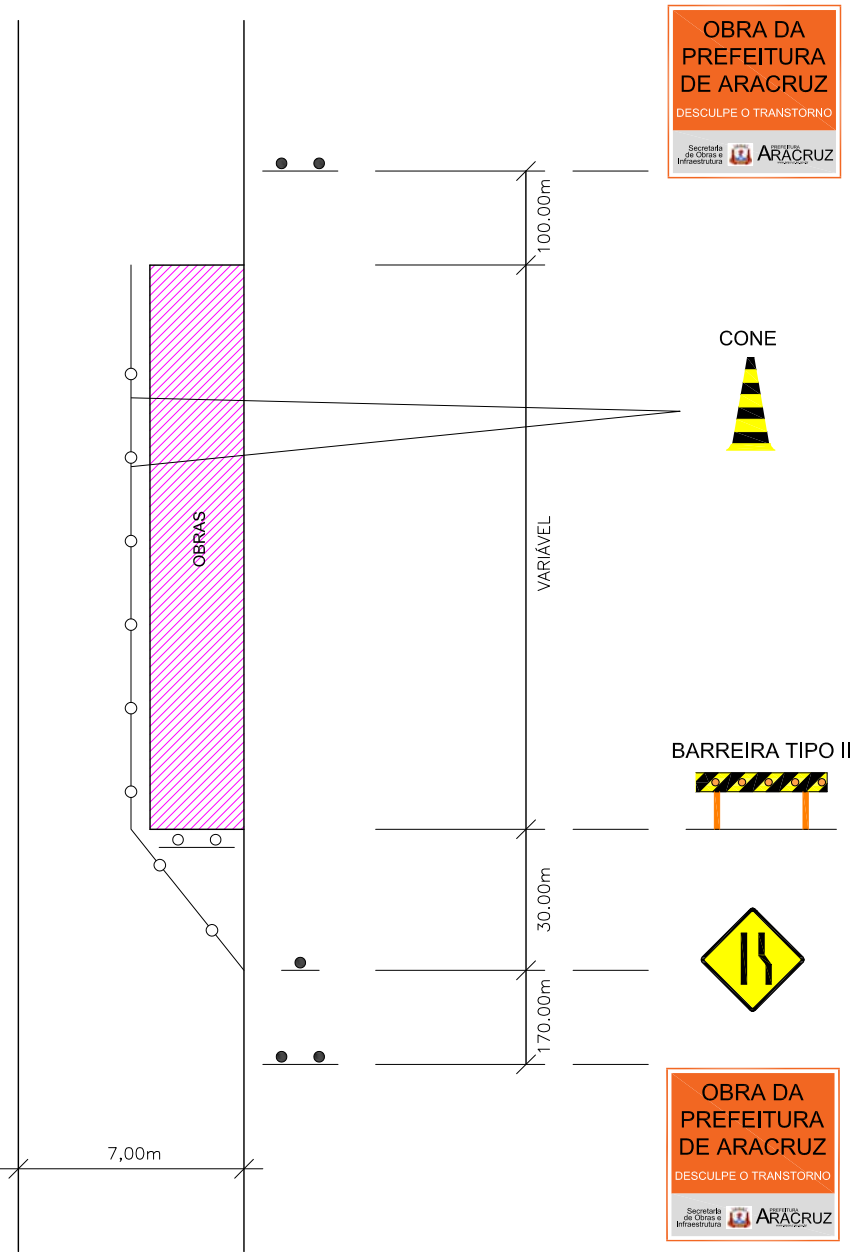 OBRA DA
PREFEITURA
DE ARACRUZ
DESCULPE O TRANSTORNO
Secretaria
de Obras e
Infraestrutura
PREFEITURA
ARACRUZ
100.00m
CONE
OBRAS
VARIÁVEL
BARREIRA TIPO II
30.00m
170.00m
OBRA DA
PREFEITURA
DE ARACRUZ
DESCULPE O TRANSTORNO
7,00m
Secretaria
de Obras e
Infraestrutura
PREFEITURA
ARACRUZ